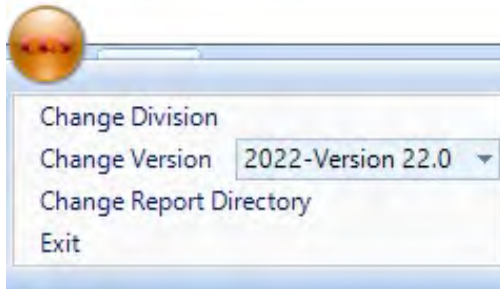 Change Division
Change Version 2022-Version 22.0
Change Report Directory
Exit